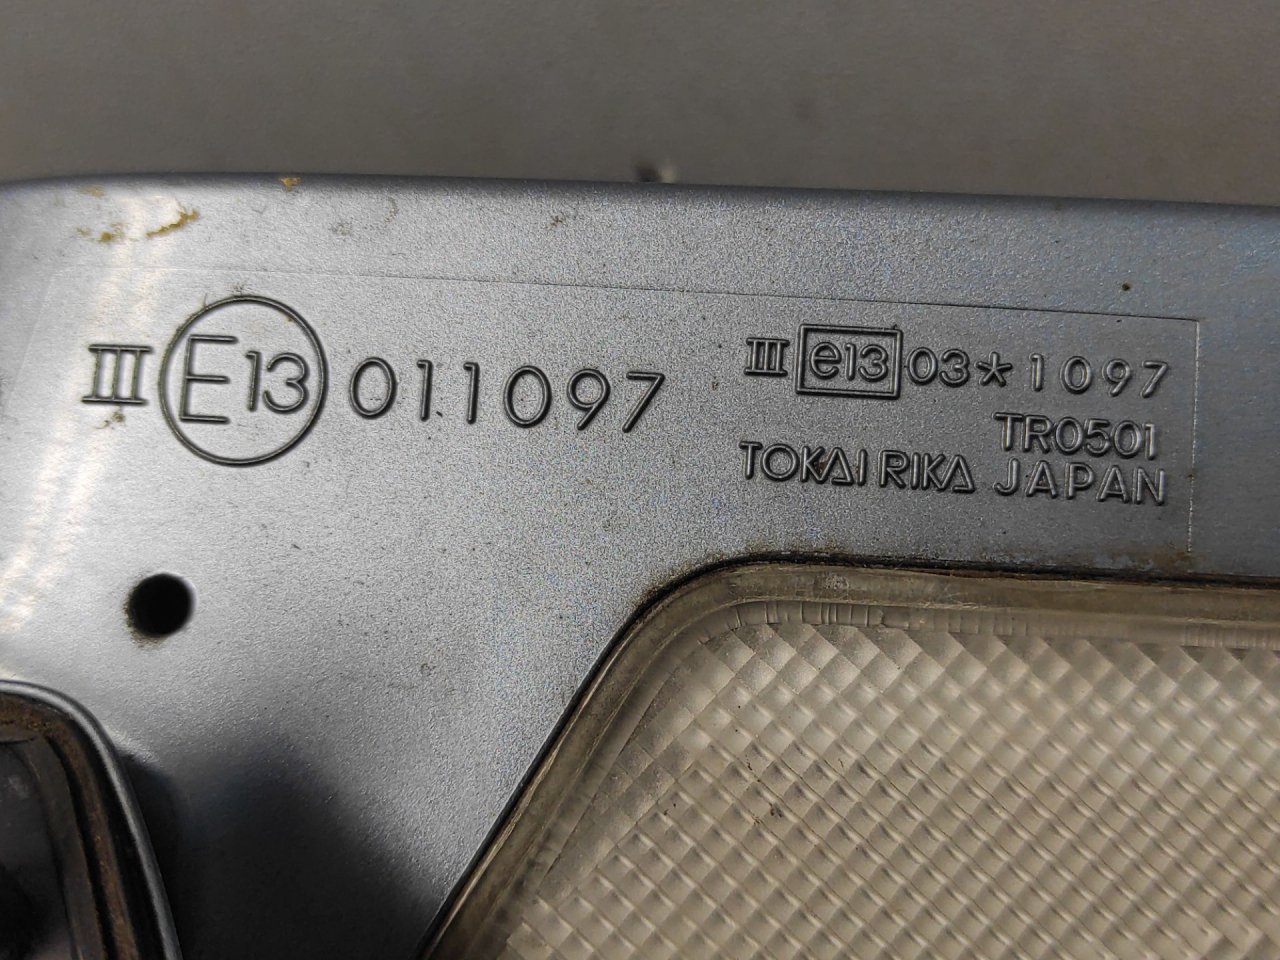 III E13 011097
III e13 03*1097
TR0501
TOKAI RIKA JAPAN